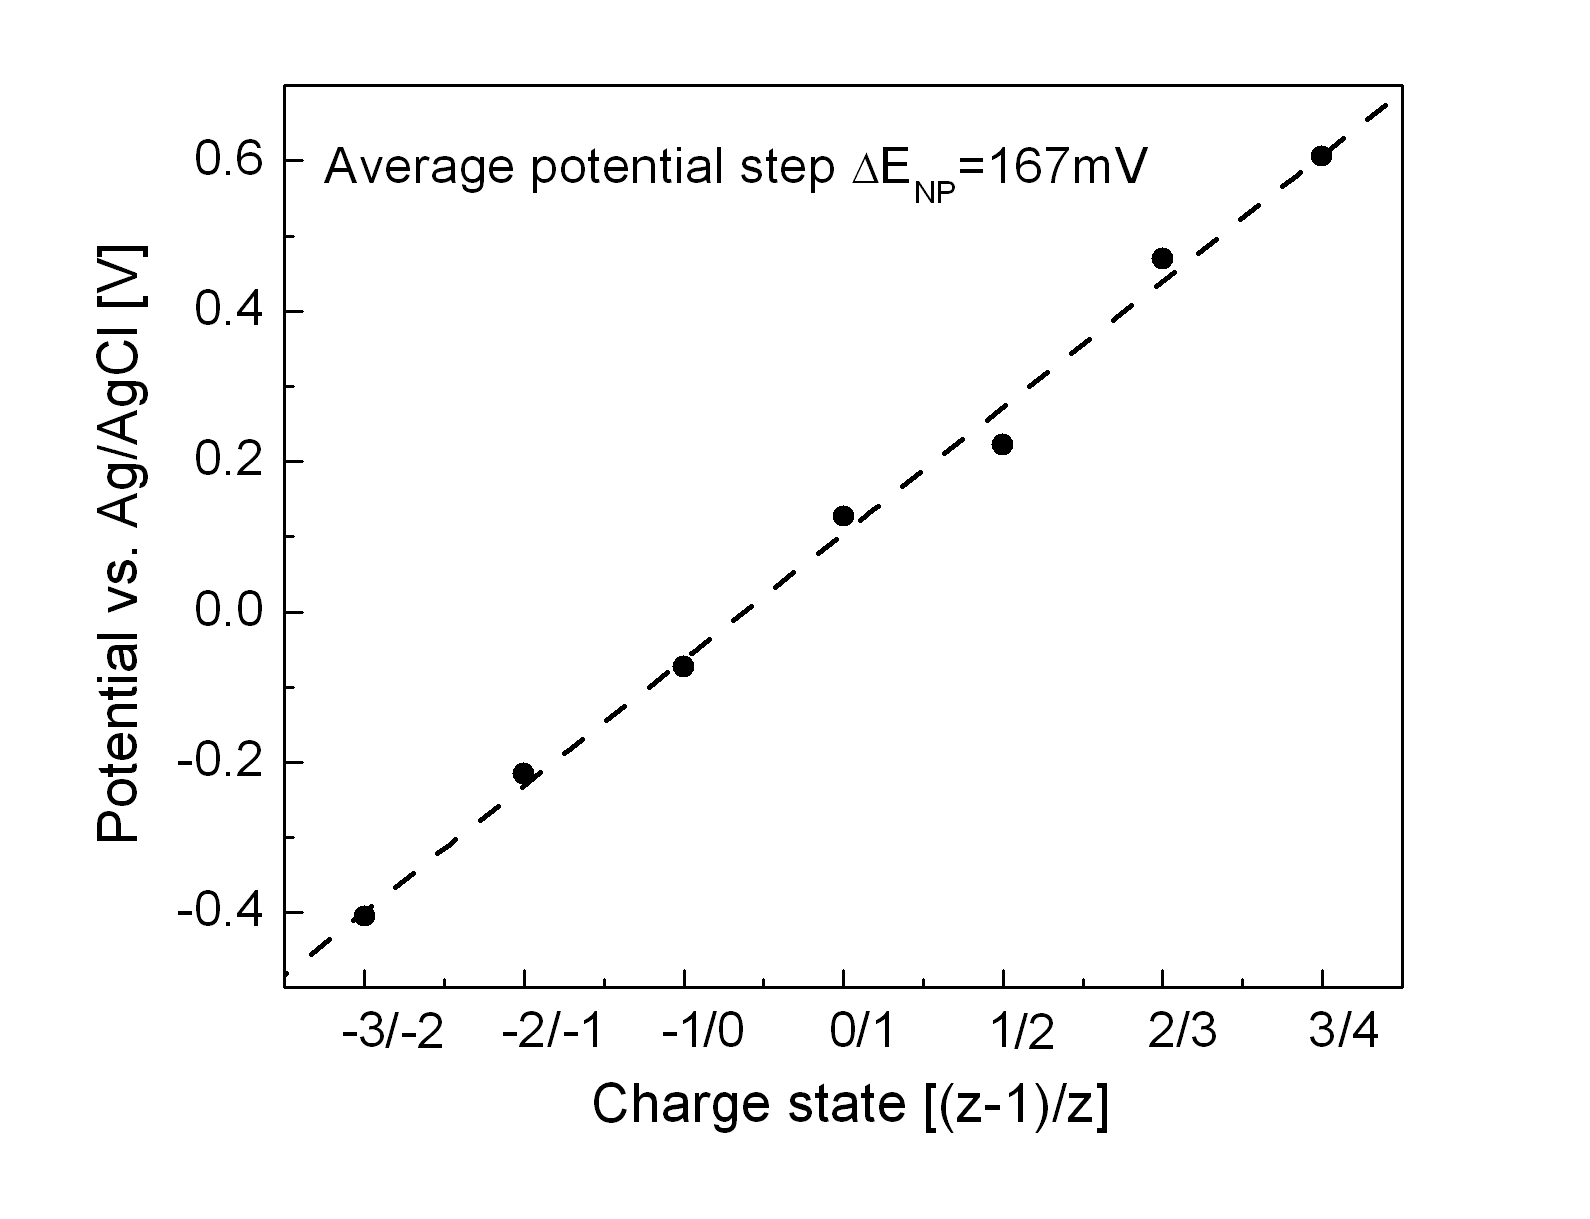 Average potential step ΔE_NP=167mV
Potential vs. Ag/AgCl [V]
0.6
0.4
0.2
0.0
-0.2
-0.4
-3/-2 -2/-1 -1/0 0/1 1/2 2/3 3/4
Charge state [(z-1)/z]